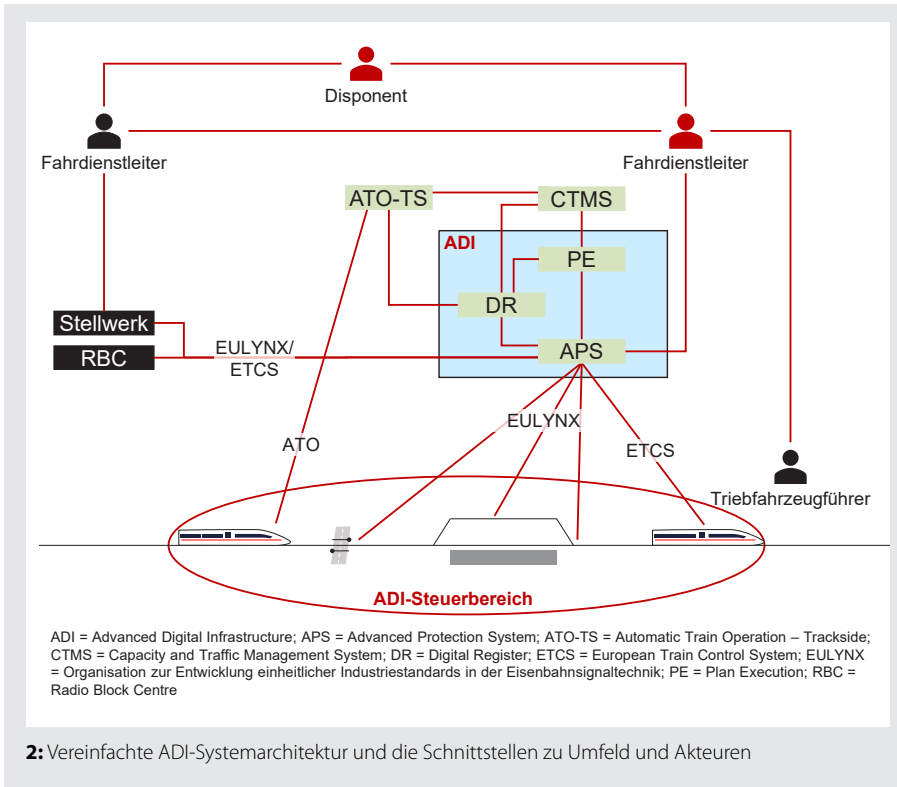 Disponent
Fahrdienstleiter
Fahrdienstleiter
ATO-TS
CTMS
ADI
PE
DR
Stellwerk
RBC
EULYNX/
ETCS
APS
EULYNX
ATO
ETCS
Triebfahrzeugführer
ADI-Steuerbereich
ADI = Advanced Digital Infrastructure; APS = Advanced Protection System; ATO-TS = Automatic Train Operation – Trackside;
CTMS = Capacity and Traffic Management System; DR = Digital Register; ETCS = European Train Control System; EULYNX
= Organisation zur Entwicklung einheitlicher Industriestandards in der Eisenbahnsignaltechnik; PE = Plan Execution; RBC =
Radio Block Centre
2: Vereinfachte ADI-Systemarchitektur und die Schnittstellen zu Umfeld und Akteuren